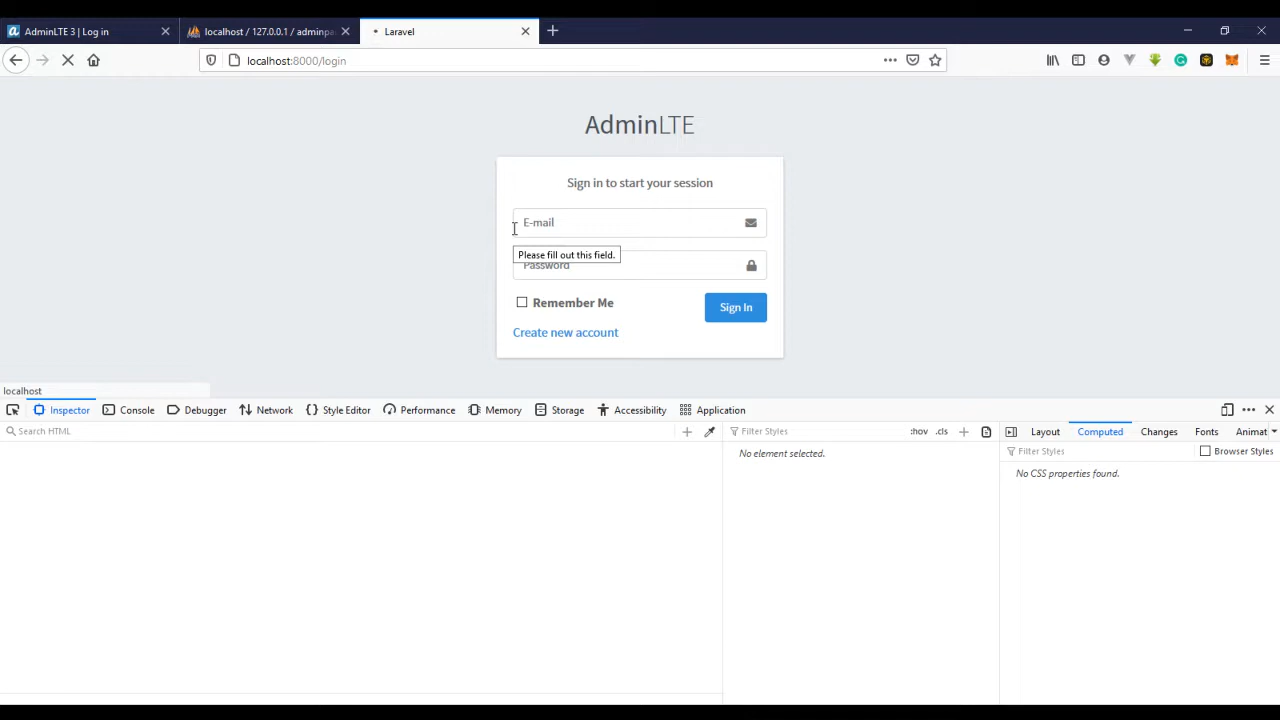 AdminLTE 3 | Log in
localhost / 127.0.0.1 / adminpa
Laravel
localhost:8000/login
AdminLTE
Sign in to start your session
E-mail
Please fill out this field.
Password
Remember Me
Sign In
Create new account
localhost
Inspector Console Debugger Network Style Editor Performance Memory Storage Accessibility Application
Search HTML
Filter Styles
:hov .cls
Layout Computed Changes Fonts Animat
No element selected.
Filter Styles
Browser Styles
No CSS properties found.